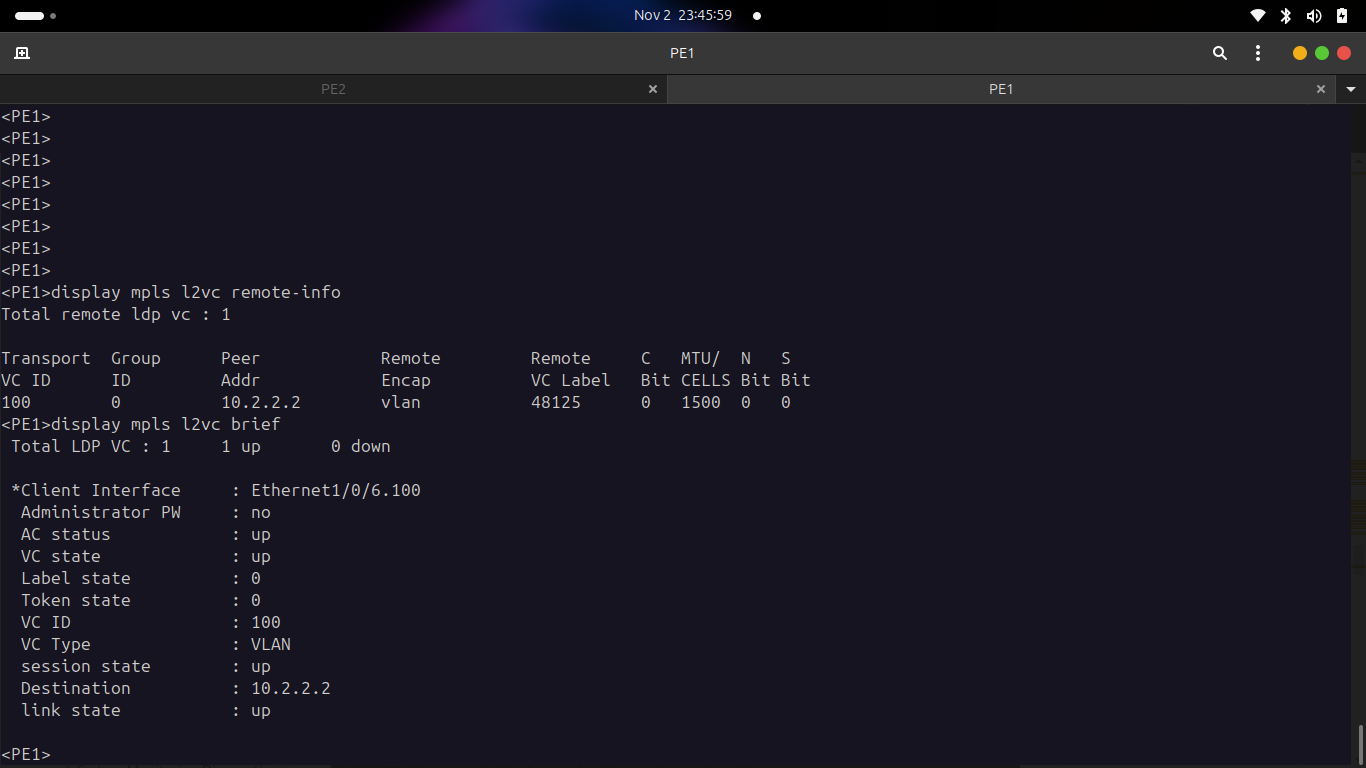 Nov 2 23:45:59
PE1
PE2
PE1
<PE1>
<PE1>
<PE1>
<PE1>
<PE1>
<PE1>
<PE1>
<PE1>
<PE1>display mpls l2vc remote-info
Total remote ldp vc : 1
Transport Group Peer Remote Remote C MTU/ N S
VC ID ID Addr Encap VC Label Bit CELLS Bit Bit
100 0 10.2.2.2 vlan 48125 0 1500 0 0
<PE1>display mpls l2vc brief
Total LDP VC : 1 1 up 0 down
*Client Interface : Ethernet1/0/6.100
Administrator PW : no
AC status : up
VC state : up
Label state : 0
Token state : 0
VC ID : 100
VC Type : VLAN
session state : up
Destination : 10.2.2.2
link state : up
<PE1>